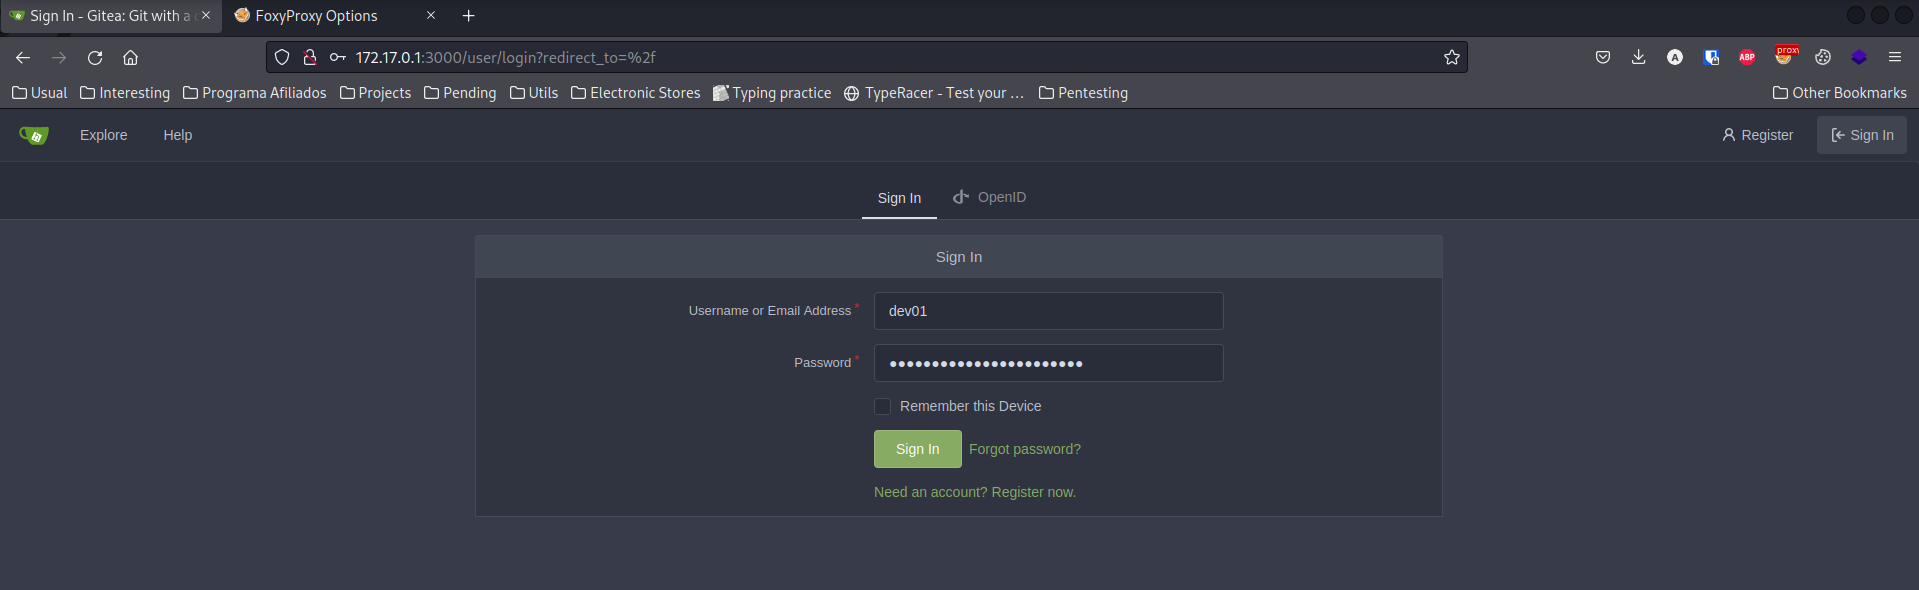 Sign In - Gitea: Git with a c
FoxyProxy Options
172.17.0.1:3000/user/login?redirect_to=%2f
A
ABP
proxy
Usual Interesting Programa Afiliados Projects Pending Utils Electronic Stores Typing practice TypeRacer - Test your ... Pentesting Other Bookmarks
Explore Help Register Sign In
Sign In OpenID
Sign In
Username or Email Address * dev01
Password *
Remember this Device
Sign In Forgot password?
Need an account? Register now.